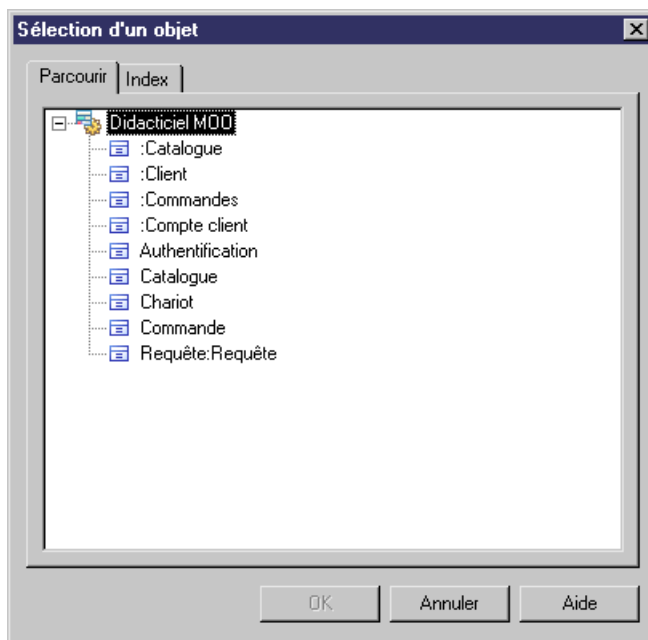 Sélection d'un objet
Parcourir
Index
Didacticiel MOO
:Catalogue
:Client
:Commandes
:Compte client
Authentification
Catalogue
Chariot
Commande
Requête:Requête
OK
Annuler
Aide